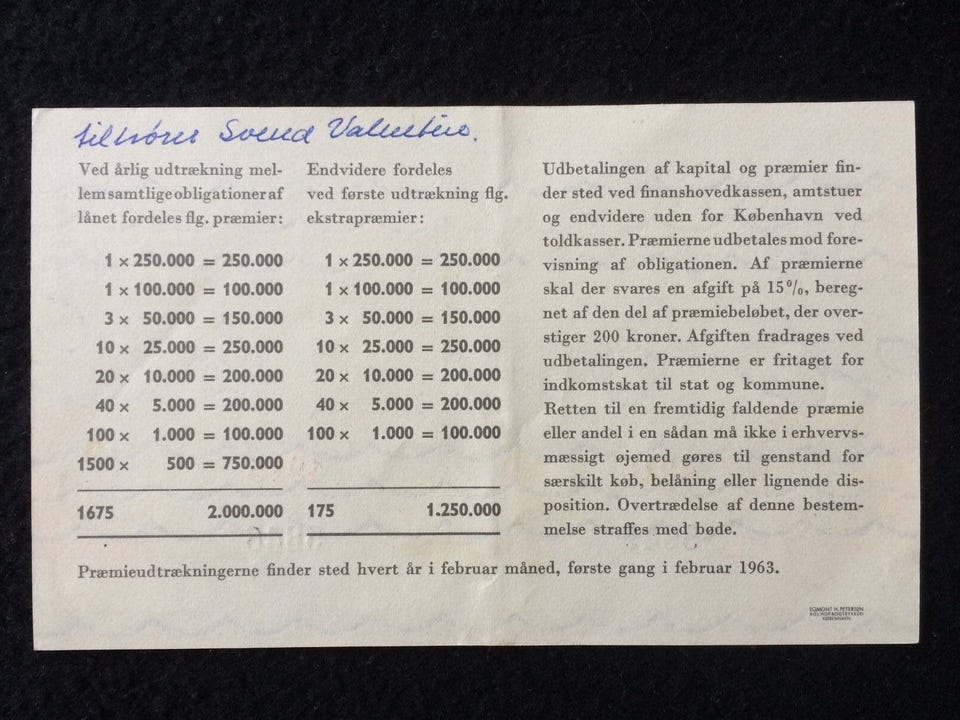 tilhører Svend Valentin.
Ved årlig udtrækning mel-
lem samtlige obligationer af
lånet fordeles flg. præmier:
1 × 250.000 = 250.000
1 × 100.000 = 100.000
3 × 50.000 = 150.000
10 × 25.000 = 250.000
20 × 10.000 = 200.000
40 × 5.000 = 200.000
100 × 1.000 = 100.000
1500 × 500 = 750.000
1675 2.000.000
Endvidere fordeles
ved første udtrækning flg.
ekstrapræmier:
1 × 250.000 = 250.000
1 × 100.000 = 100.000
3 × 50.000 = 150.000
10 × 25.000 = 250.000
20 × 10.000 = 200.000
40 × 5.000 = 200.000
100 × 1.000 = 100.000
175 1.250.000
Udbetalingen af kapital og præmier fin-
der sted ved finanshovedkassen, amtstuer
og endvidere uden for København ved
toldkasser. Præmierne udbetales mod fore-
visning af obligationen. Af præmierne
skal der svares en afgift på 15%, bereg-
net af den del af præmiebeløbet, der over-
stiger 200 kroner. Afgiften fradrages ved
udbetalingen. Præmierne er fritaget for
indkomstskat til stat og kommune.
Retten til en fremtidig faldende præmie
eller andel i en sådan må ikke i erhvervs-
mæssigt øjemed gøres til genstand for
særskilt køb, belåning eller lignende dis-
position. Overtrædelse af denne bestem-
melse straffes med bøde.
Præmieudtrækningerne finder sted hvert år i februar måned, første gang i februar 1963.
EGMONT H. PETERSEN
KGL. HOF-BOGTRYKKERI
KØBENHAVN